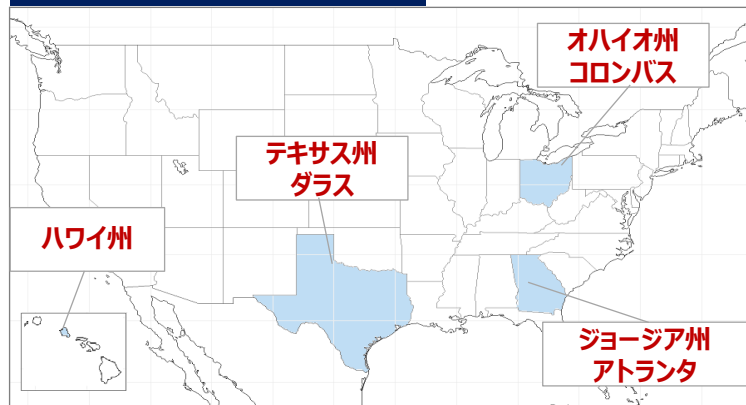 オハイオ州
コロンバス
テキサス州
ダラス
ハワイ州
ジョージア州
アトランタ